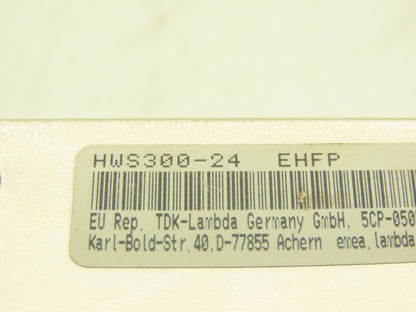 HWS300-24 EHFP
EU Rep. TDK-Lambda Germany GmbH. 5CP-050
Karl-Bold-Str.40,D-77855 Achern emea.lambda